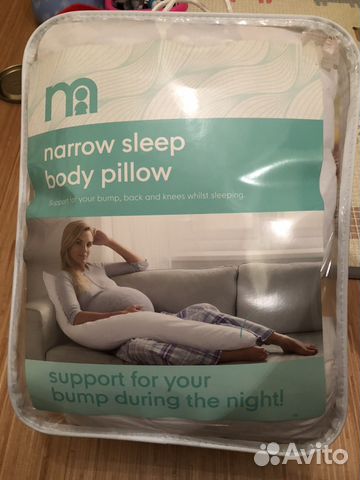 m
narrow sleep
body pillow
Support for your bump, back and knees whilst sleeping.
support for your
bump during the night!
Avito